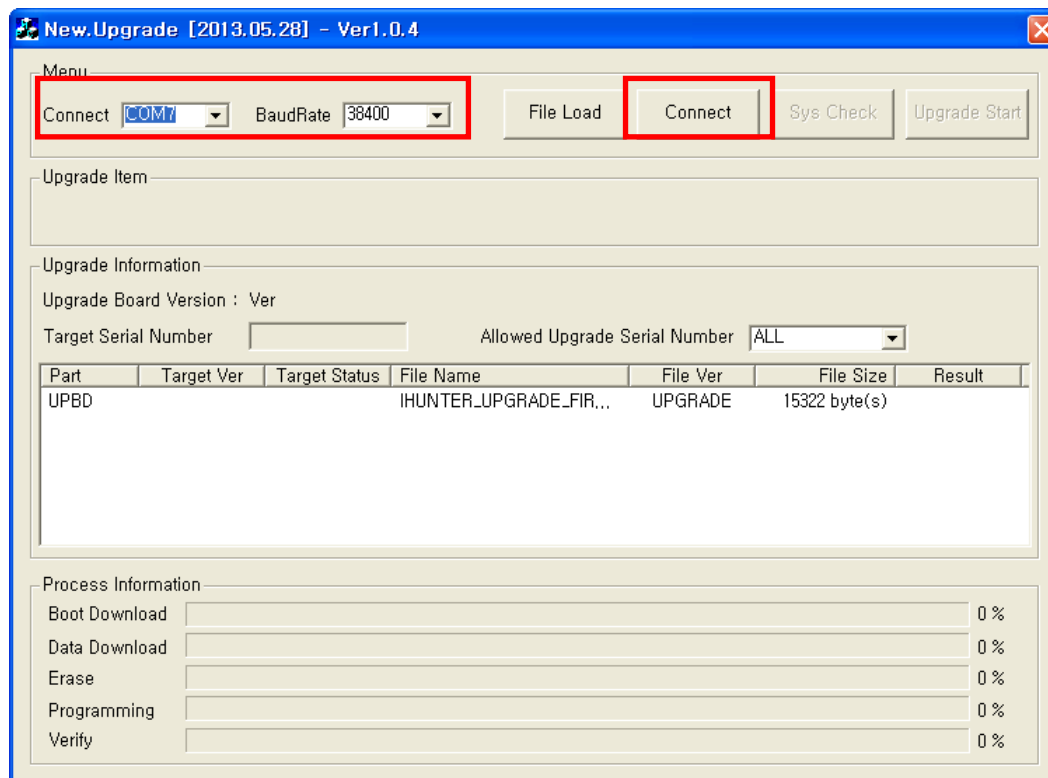 New.Upgrade [2013.05.28] - Ver1.0.4
Menu
Connect COM7 BaudRate 38400 File Load Connect Sys Check Upgrade Start
Upgrade Item
Upgrade Information
Upgrade Board Version : Ver
Target Serial Number Allowed Upgrade Serial Number ALL
Part Target Ver Target Status File Name File Ver File Size Result
UPBD IHUNTER_UPGRADE_FIR... UPGRADE 15322 byte(s)
Process Information
Boot Download 0 %
Data Download 0 %
Erase 0 %
Programming 0 %
Verify 0 %